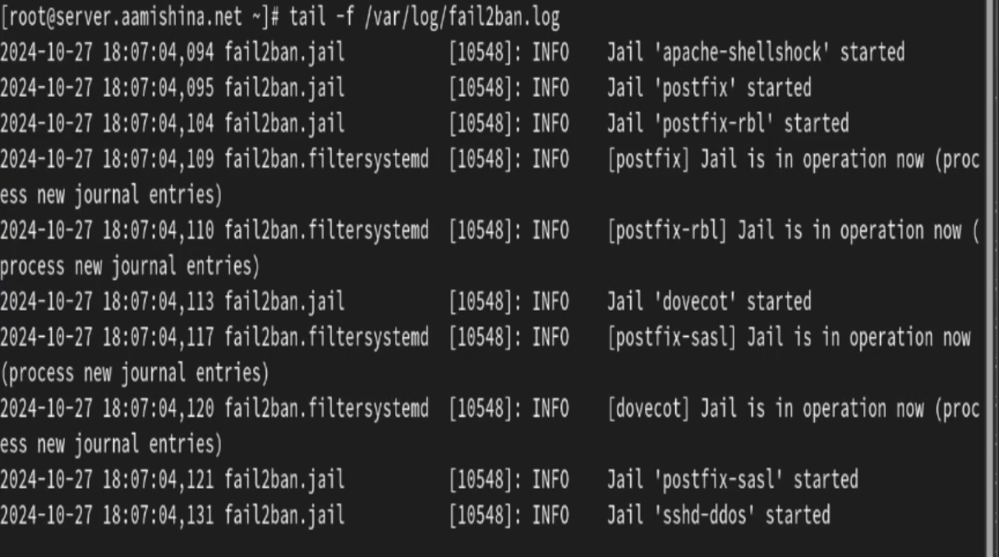 [root@server.aamishina.net ~]# tail -f /var/log/fail2ban.log
2024-10-27 18:07:04,094 fail2ban.jail           [10548]: INFO    Jail 'apache-shellshock' started
2024-10-27 18:07:04,095 fail2ban.jail           [10548]: INFO    Jail 'postfix' started
2024-10-27 18:07:04,104 fail2ban.jail           [10548]: INFO    Jail 'postfix-rbl' started
2024-10-27 18:07:04,109 fail2ban.filtersystemd  [10548]: INFO    [postfix] Jail is in operation now (proc
ess new journal entries)
2024-10-27 18:07:04,110 fail2ban.filtersystemd  [10548]: INFO    [postfix-rbl] Jail is in operation now (
process new journal entries)
2024-10-27 18:07:04,113 fail2ban.jail           [10548]: INFO    Jail 'dovecot' started
2024-10-27 18:07:04,117 fail2ban.filtersystemd  [10548]: INFO    [postfix-sasl] Jail is in operation now
(process new journal entries)
2024-10-27 18:07:04,120 fail2ban.filtersystemd  [10548]: INFO    [dovecot] Jail is in operation now (proc
ess new journal entries)
2024-10-27 18:07:04,121 fail2ban.jail           [10548]: INFO    Jail 'postfix-sasl' started
2024-10-27 18:07:04,131 fail2ban.jail           [10548]: INFO    Jail 'sshd-ddos' started